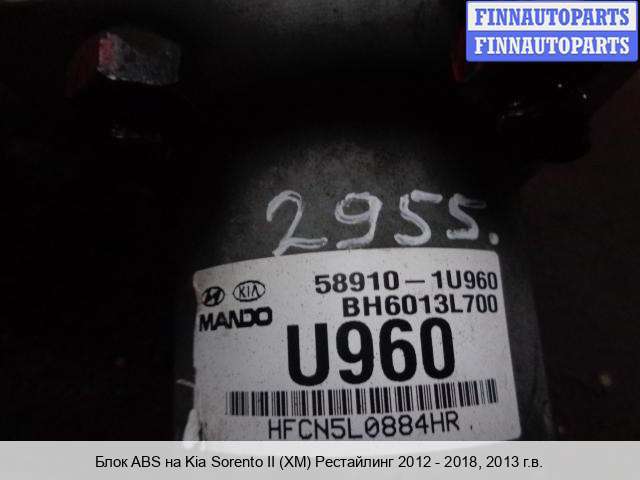 FINNAUTOPARTS
FINNAUTOPARTS
2955.
58910-1U960
KIA
BH6013L700
MANDO
U960
HFCN5L0884HR
Блок ABS на Kia Sorento II (XM) Рестайлинг 2012 - 2018, 2013 г.в.